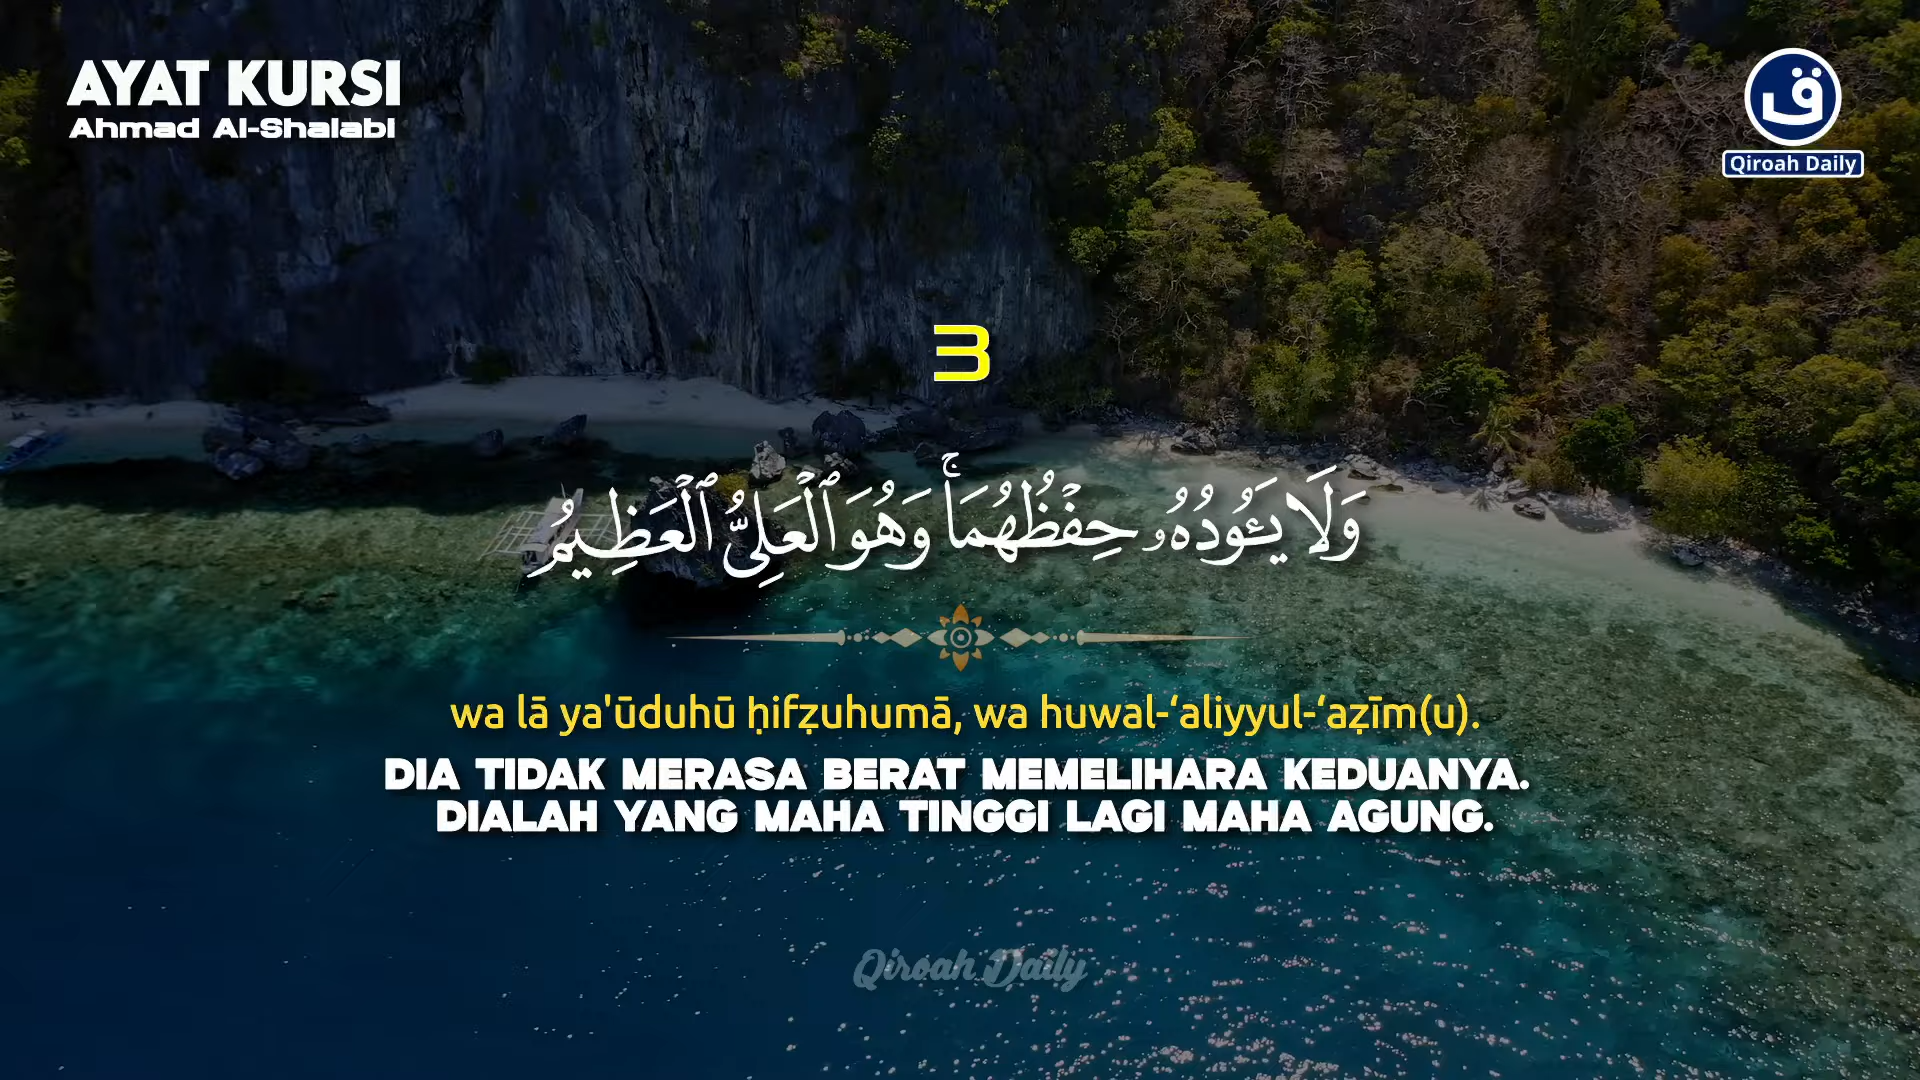 AYAT KURSI
Ahmad Al-Shalabi
ق
Qiroah Daily
3
وَلَا يَـُٔودُهُۥ حِفْظُهُمَا ۚ وَهُوَ ٱلْعَلِىُّ ٱلْعَظِيمُ
wa lā ya'ūduhū ḥifẓuhumā, wa huwal-‘aliyyul-‘aẓīm(u).
DIA TIDAK MERASA BERAT MEMELIHARA KEDUANYA.
DIALAH YANG MAHA TINGGI LAGI MAHA AGUNG.
Qiroah Daily